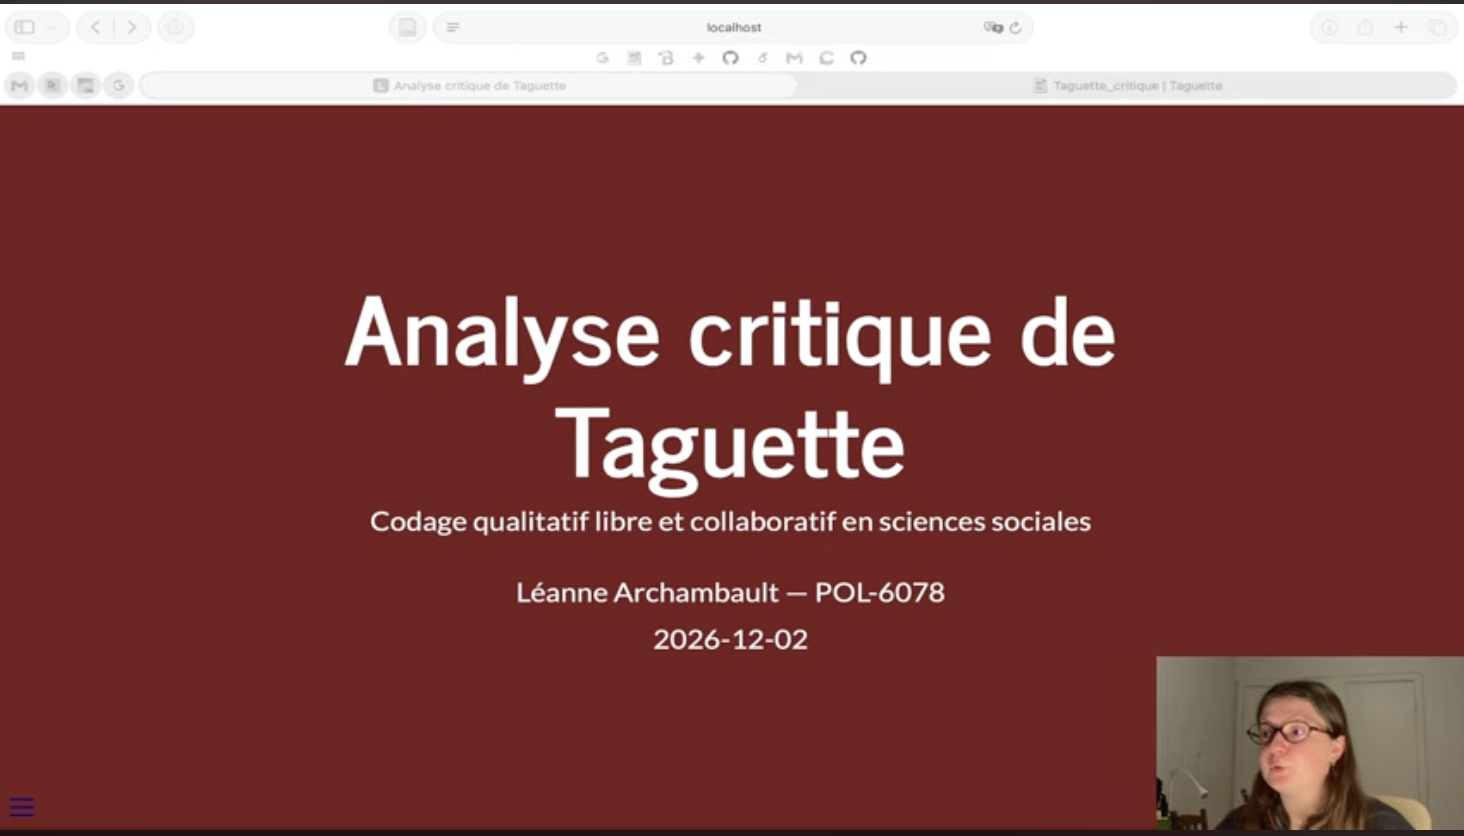 localhost
Analyse critique de Taguette
Taguette_critique | Taguette
Analyse critique de
Taguette
Codage qualitatif libre et collaboratif en sciences sociales
Léanne Archambault — POL-6078
2026-12-02